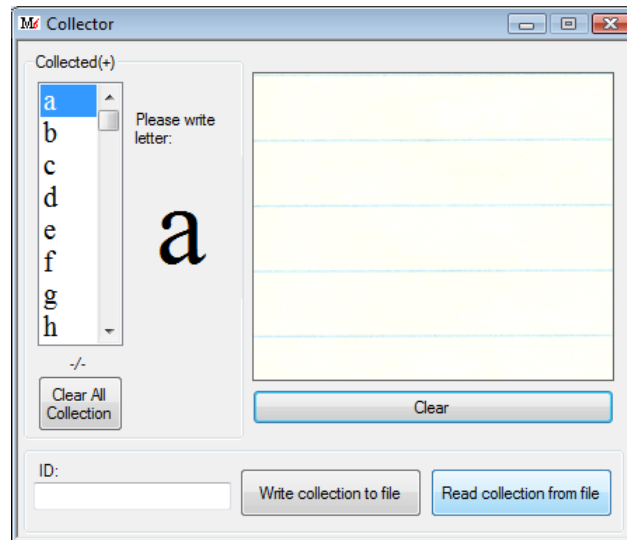 Collector
Collected(+)
a
b
c
d
e
f
g
h
Please write
letter:
a
-/-
Clear All
Collection
Clear
ID:
Write collection to file
Read collection from file